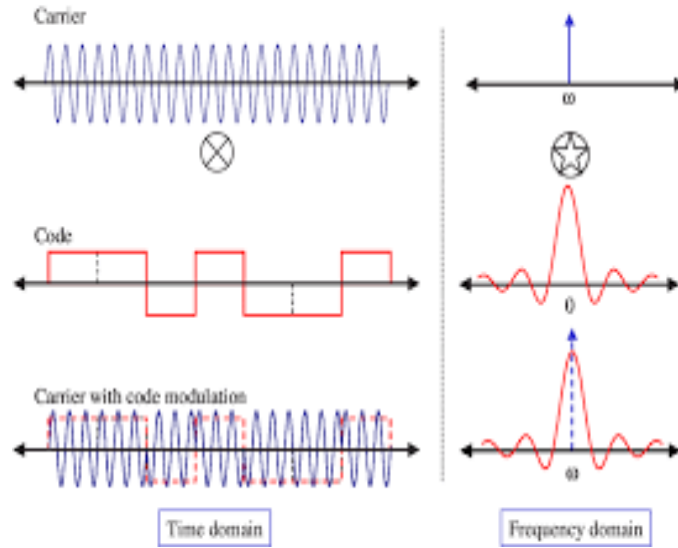 Carrier
ω
Code
0
Carrier with code modulation
ω
Time domain
Frequency domain